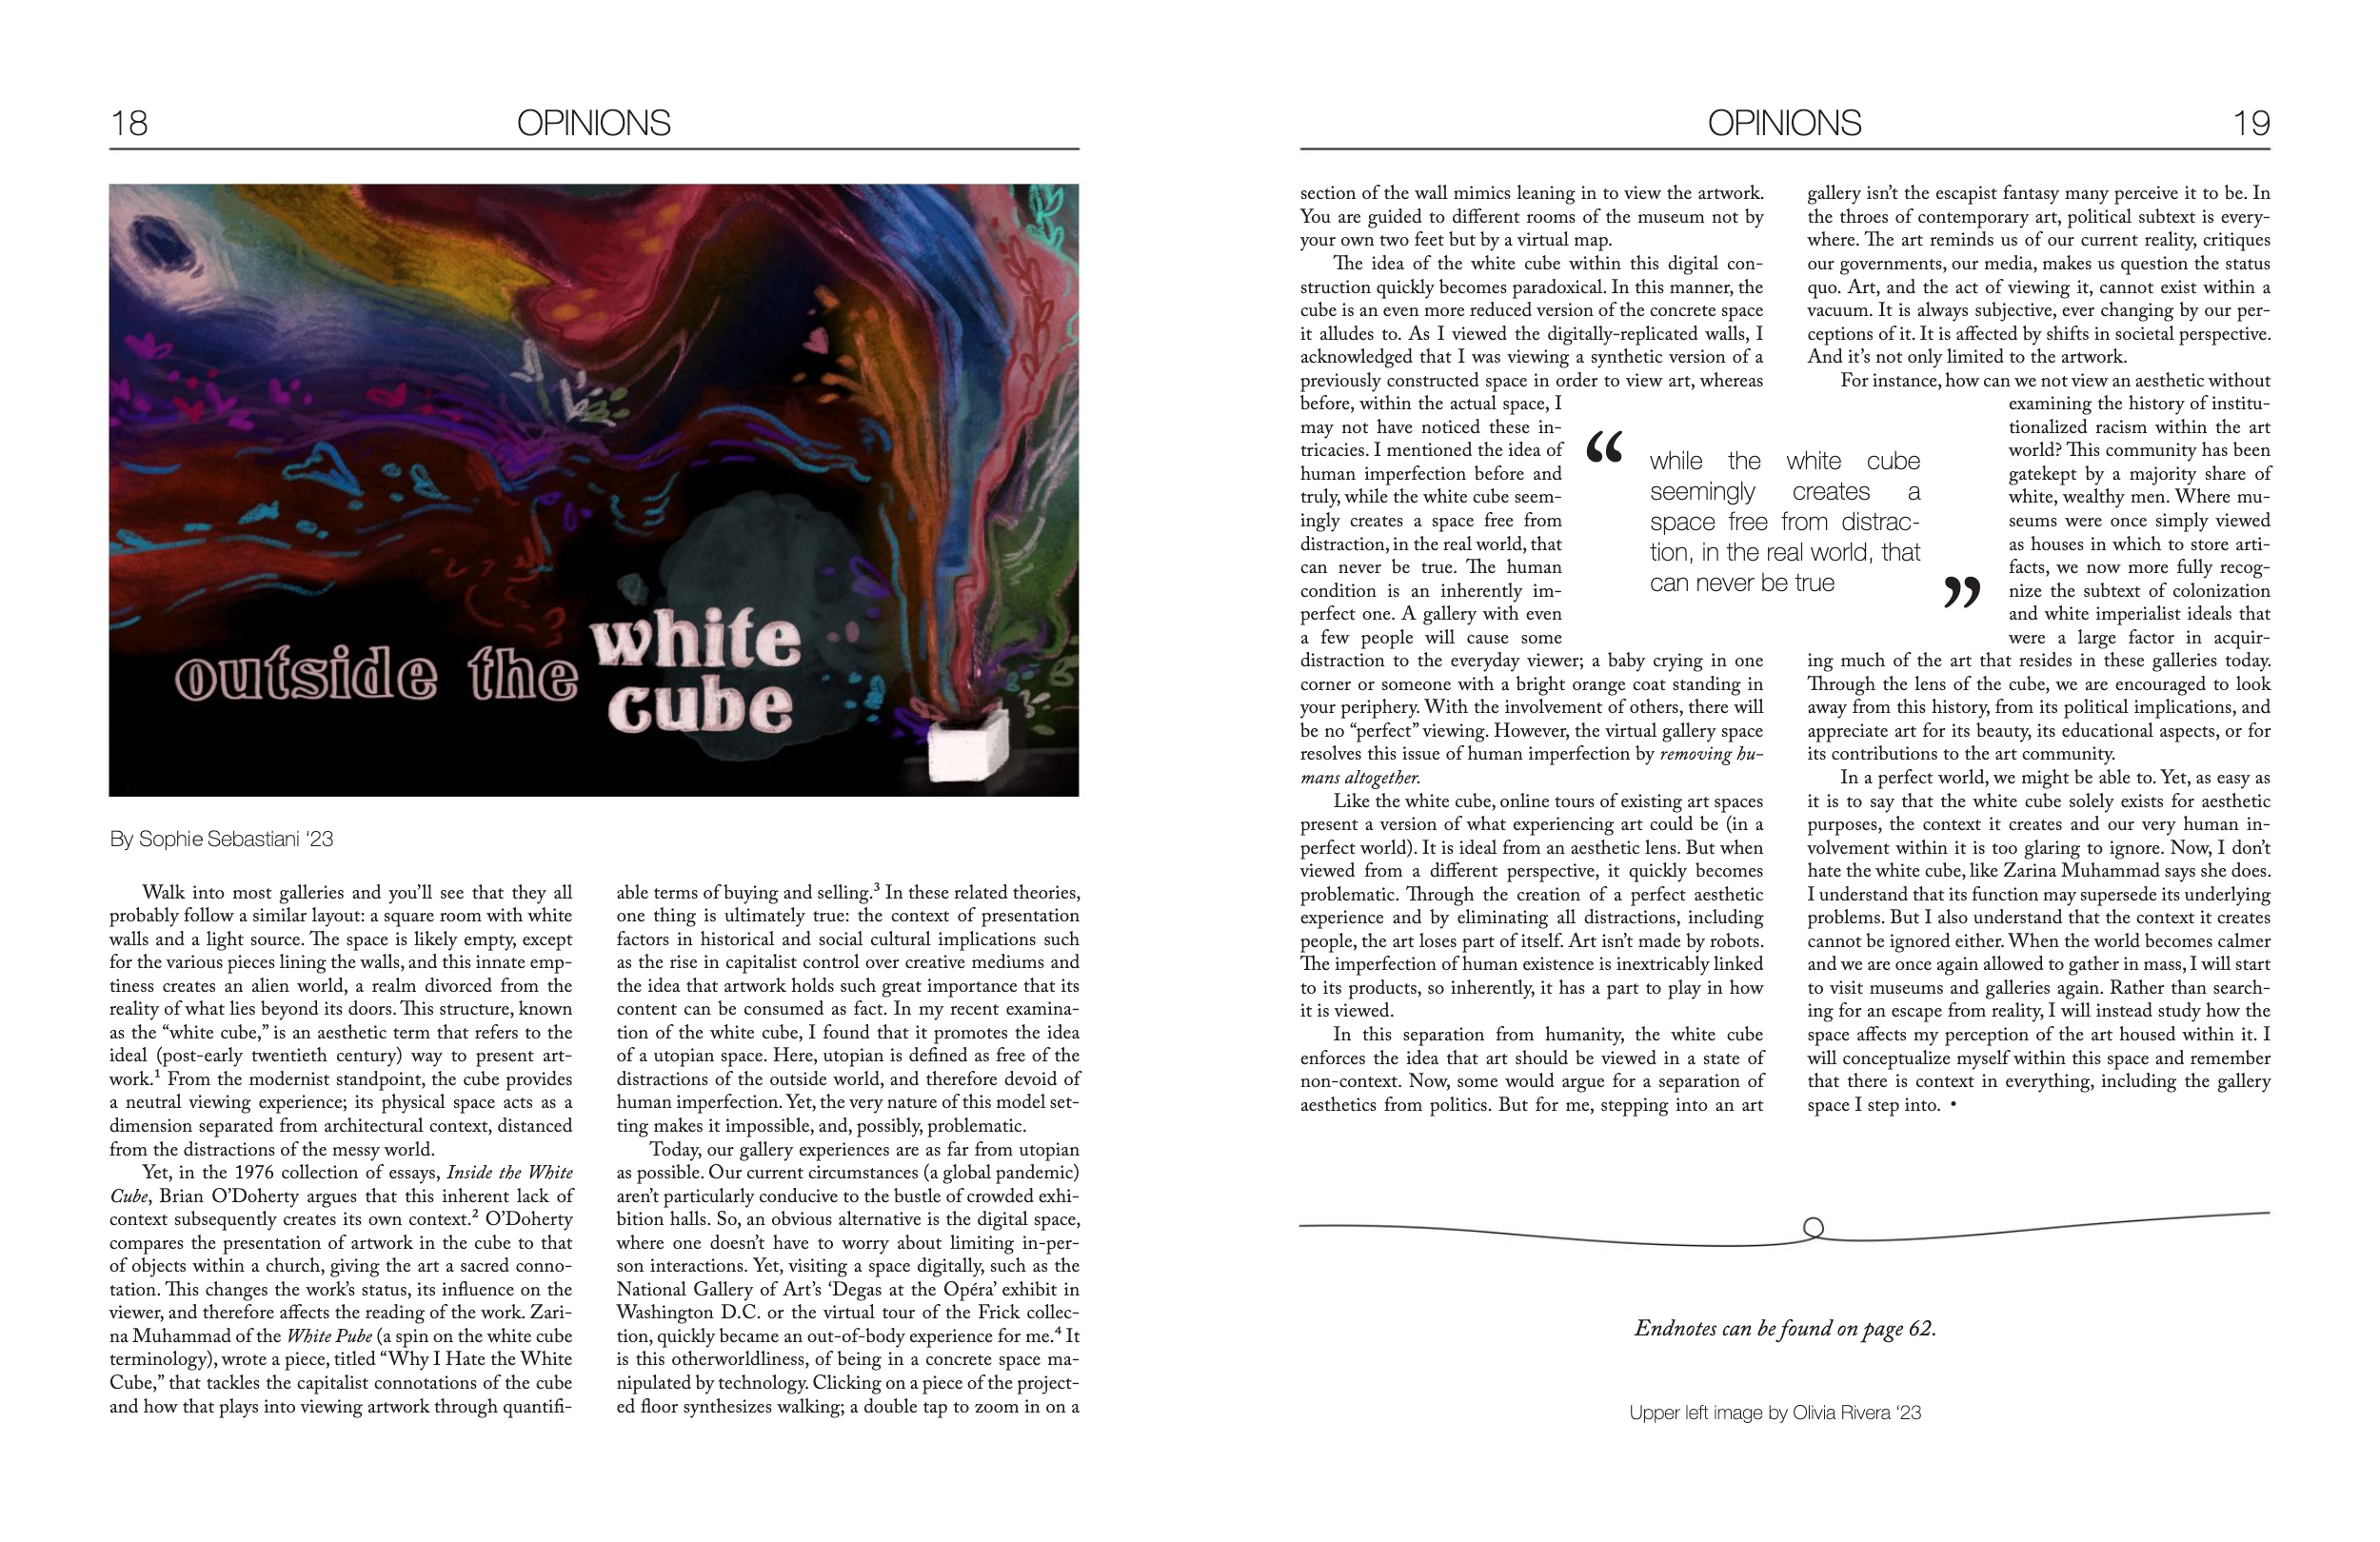 18
OPINIONS
outside the white
cube
By Sophie Sebastiani ‘23
Walk into most galleries and you’ll see that they all
probably follow a similar layout: a square room with white
walls and a light source. The space is likely empty, except
for the various pieces lining the walls, and this innate emp-
tiness creates an alien world, a realm divorced from the
reality of what lies beyond its doors. This structure, known
as the “white cube,” is an aesthetic term that refers to the
ideal (post-early twentieth century) way to present art-
work.¹ From the modernist standpoint, the cube provides
a neutral viewing experience; its physical space acts as a
dimension separated from architectural context, distanced
from the distractions of the messy world.
Yet, in the 1976 collection of essays, Inside the White
Cube, Brian O’Doherty argues that this inherent lack of
context subsequently creates its own context.² O’Doherty
compares the presentation of artwork in the cube to that
of objects within a church, giving the art a sacred conno-
tation. This changes the work’s status, its influence on the
viewer, and therefore affects the reading of the work. Zari-
na Muhammad of the White Pube (a spin on the white cube
terminology), wrote a piece, titled “Why I Hate the White
Cube,” that tackles the capitalist connotations of the cube
and how that plays into viewing artwork through quantifi-
able terms of buying and selling.³ In these related theories,
one thing is ultimately true: the context of presentation
factors in historical and social cultural implications such
as the rise in capitalist control over creative mediums and
the idea that artwork holds such great importance that its
content can be consumed as fact. In my recent examina-
tion of the white cube, I found that it promotes the idea
of a utopian space. Here, utopian is defined as free of the
distractions of the outside world, and therefore devoid of
human imperfection. Yet, the very nature of this model set-
ting makes it impossible, and, possibly, problematic.
Today, our gallery experiences are as far from utopian
as possible. Our current circumstances (a global pandemic)
aren’t particularly conducive to the bustle of crowded exhi-
bition halls. So, an obvious alternative is the digital space,
where one doesn’t have to worry about limiting in-per-
son interactions. Yet, visiting a space digitally, such as the
National Gallery of Art’s ‘Degas at the Opéra’ exhibit in
Washington D.C. or the virtual tour of the Frick collec-
tion, quickly became an out-of-body experience for me.⁴ It
is this otherworldliness, of being in a concrete space ma-
nipulated by technology. Clicking on a piece of the project-
ed floor synthesizes walking; a double tap to zoom in on a
OPINIONS
19
section of the wall mimics leaning in to view the artwork.
You are guided to different rooms of the museum not by
your own two feet but by a virtual map.
The idea of the white cube within this digital con-
struction quickly becomes paradoxical. In this manner, the
cube is an even more reduced version of the concrete space
it alludes to. As I viewed the digitally-replicated walls, I
acknowledged that I was viewing a synthetic version of a
previously constructed space in order to view art, whereas
before, within the actual space, I
may not have noticed these in-
tricacies. I mentioned the idea of
human imperfection before and
truly, while the white cube seem-
ingly creates a space free from
distraction, in the real world, that
can never be true. The human
condition is an inherently im-
perfect one. A gallery with even
a few people will cause some
distraction to the everyday viewer; a baby crying in one
corner or someone with a bright orange coat standing in
your periphery. With the involvement of others, there will
be no “perfect” viewing. However, the virtual gallery space
resolves this issue of human imperfection by removing hu-
mans altogether.
Like the white cube, online tours of existing art spaces
present a version of what experiencing art could be (in a
perfect world). It is ideal from an aesthetic lens. But when
viewed from a different perspective, it quickly becomes
problematic. Through the creation of a perfect aesthetic
experience and by eliminating all distractions, including
people, the art loses part of itself. Art isn’t made by robots.
The imperfection of human existence is inextricably linked
to its products, so inherently, it has a part to play in how
it is viewed.
In this separation from humanity, the white cube
enforces the idea that art should be viewed in a state of
non-context. Now, some would argue for a separation of
aesthetics from politics. But for me, stepping into an art
“ while the white cube
seemingly creates a
space free from distrac-
tion, in the real world, that
can never be true ”
gallery isn’t the escapist fantasy many perceive it to be. In
the throes of contemporary art, political subtext is every-
where. The art reminds us of our current reality, critiques
our governments, our media, makes us question the status
quo. Art, and the act of viewing it, cannot exist within a
vacuum. It is always subjective, ever changing by our per-
ceptions of it. It is affected by shifts in societal perspective.
And it’s not only limited to the artwork.
For instance, how can we not view an aesthetic without
examining the history of institu-
tionalized racism within the art
world? This community has been
gatekept by a majority share of
white, wealthy men. Where mu-
seums were once simply viewed
as houses in which to store arti-
facts, we now more fully recog-
nize the subtext of colonization
and white imperialist ideals that
were a large factor in acquir-
ing much of the art that resides in these galleries today.
Through the lens of the cube, we are encouraged to look
away from this history, from its political implications, and
appreciate art for its beauty, its educational aspects, or for
its contributions to the art community.
In a perfect world, we might be able to. Yet, as easy as
it is to say that the white cube solely exists for aesthetic
purposes, the context it creates and our very human in-
volvement within it is too glaring to ignore. Now, I don’t
hate the white cube, like Zarina Muhammad says she does.
I understand that its function may supersede its underlying
problems. But I also understand that the context it creates
cannot be ignored either. When the world becomes calmer
and we are once again allowed to gather in mass, I will start
to visit museums and galleries again. Rather than search-
ing for an escape from reality, I will instead study how the
space affects my perception of the art housed within it. I
will conceptualize myself within this space and remember
that there is context in everything, including the gallery
space I step into. •
Endnotes can be found on page 62.
Upper left image by Olivia Rivera ‘23